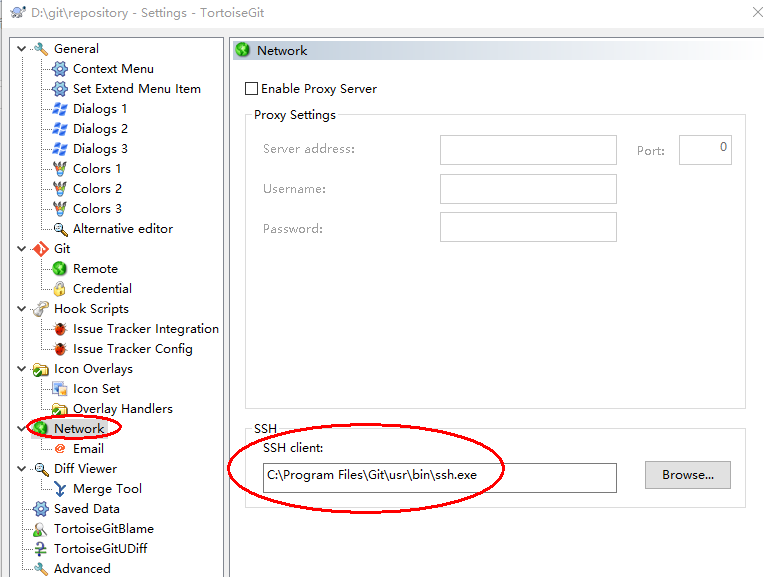 D:\git\repository - Settings - TortoiseGit
General
Context Menu
Set Extend Menu Item
Dialogs 1
Dialogs 2
Dialogs 3
Colors 1
Colors 2
Colors 3
Alternative editor
Git
Remote
Credential
Hook Scripts
Issue Tracker Integration
Issue Tracker Config
Icon Overlays
Icon Set
Overlay Handlers
Network
Email
Diff Viewer
Merge Tool
Saved Data
TortoiseGitBlame
TortoiseGitUDiff
Advanced
Network
Enable Proxy Server
Proxy Settings
Server address:
Port: 0
Username:
Password:
SSH
SSH client:
C:\Program Files\Git\usr\bin\ssh.exe
Browse...